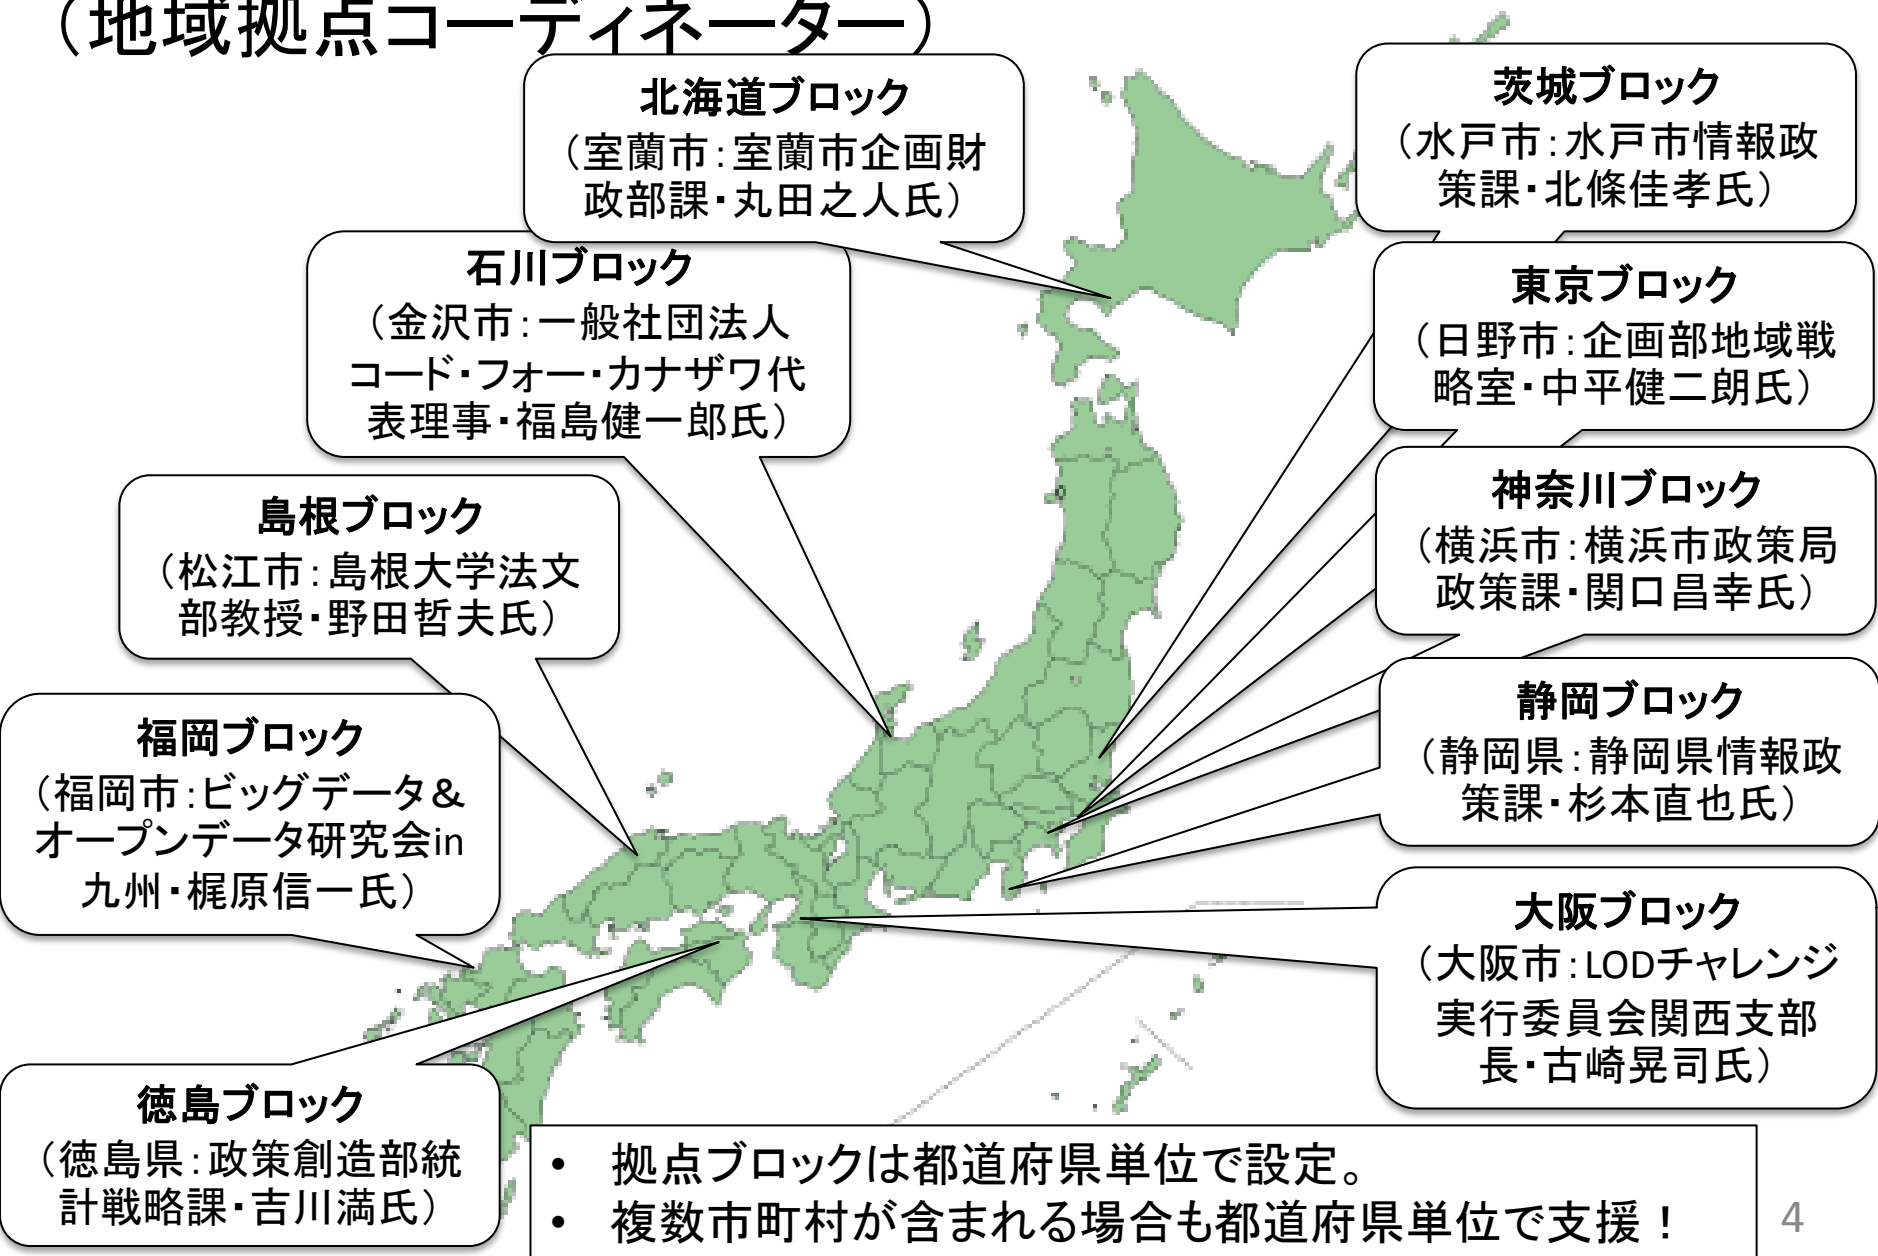 （地域拠点コーディネーター）
北海道ブロック
（室蘭市：室蘭市企画財
政部課・丸田之人氏）
茨城ブロック
（水戸市：水戸市情報政
策課・北條佳孝氏）
石川ブロック
（金沢市：一般社団法人
コード・フォー・カナザワ代
表理事・福島健一郎氏）
東京ブロック
（日野市：企画部地域戦
略室・中平健二朗氏）
島根ブロック
（松江市：島根大学法文
部教授・野田哲夫氏）
神奈川ブロック
（横浜市：横浜市政策局
政策課・関口昌幸氏）
福岡ブロック
（福岡市：ビッグデータ＆
オープンデータ研究会in
九州・梶原信一氏）
静岡ブロック
（静岡県：静岡県情報政
策課・杉本直也氏）
大阪ブロック
（大阪市：LODチャレンジ
実行委員会関西支部
長・古崎晃司氏）
徳島ブロック
（徳島県：政策創造部統
計戦略課・吉川満氏）
• 拠点ブロックは都道府県単位で設定。
• 複数市町村が含まれる場合も都道府県単位で支援！
4